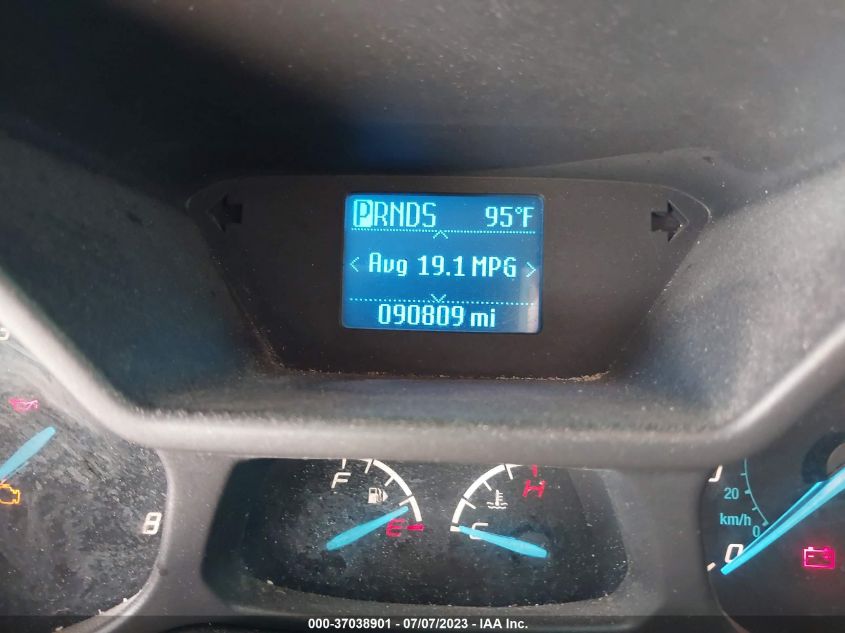 PRNDS 95°F
< Avg 19.1 MPG >
090809 mi
F
E
H
C
8
20
km/h
0
0
000-37038901 - 07/07/2023 - IAA Inc.